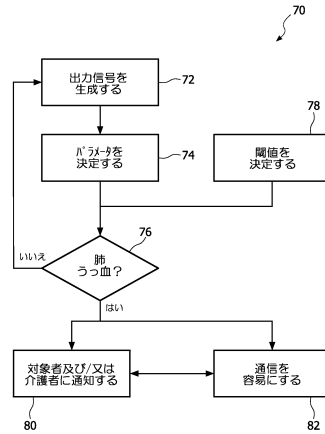 70
出力信号を
生成する
72
ﾊﾟﾗﾒｰﾀを
決定する
74
78
閾値を
決定する
76
肺
うっ血？
いいえ
はい
対象者及び/又は
介護者に通知する
80
通信を
容易にする
82